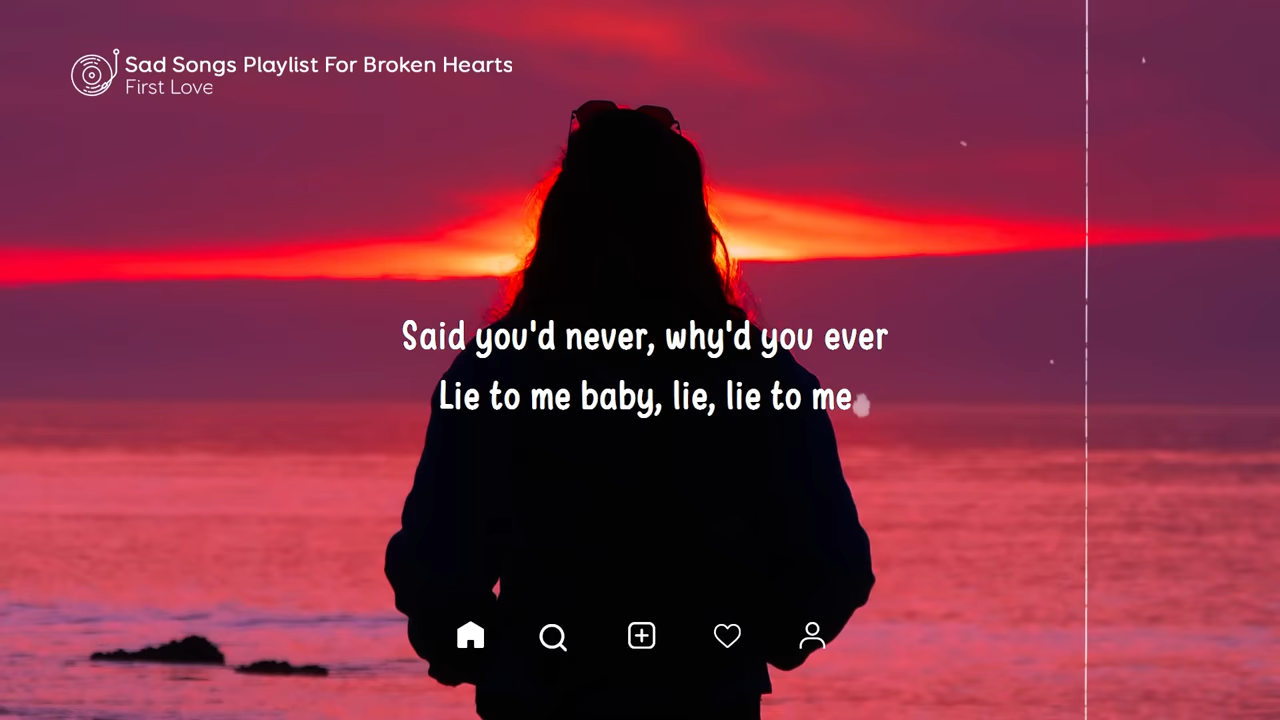 Sad Songs Playlist For Broken Hearts
First Love
Said you'd never, why'd you ever
Lie to me baby, lie, lie to me